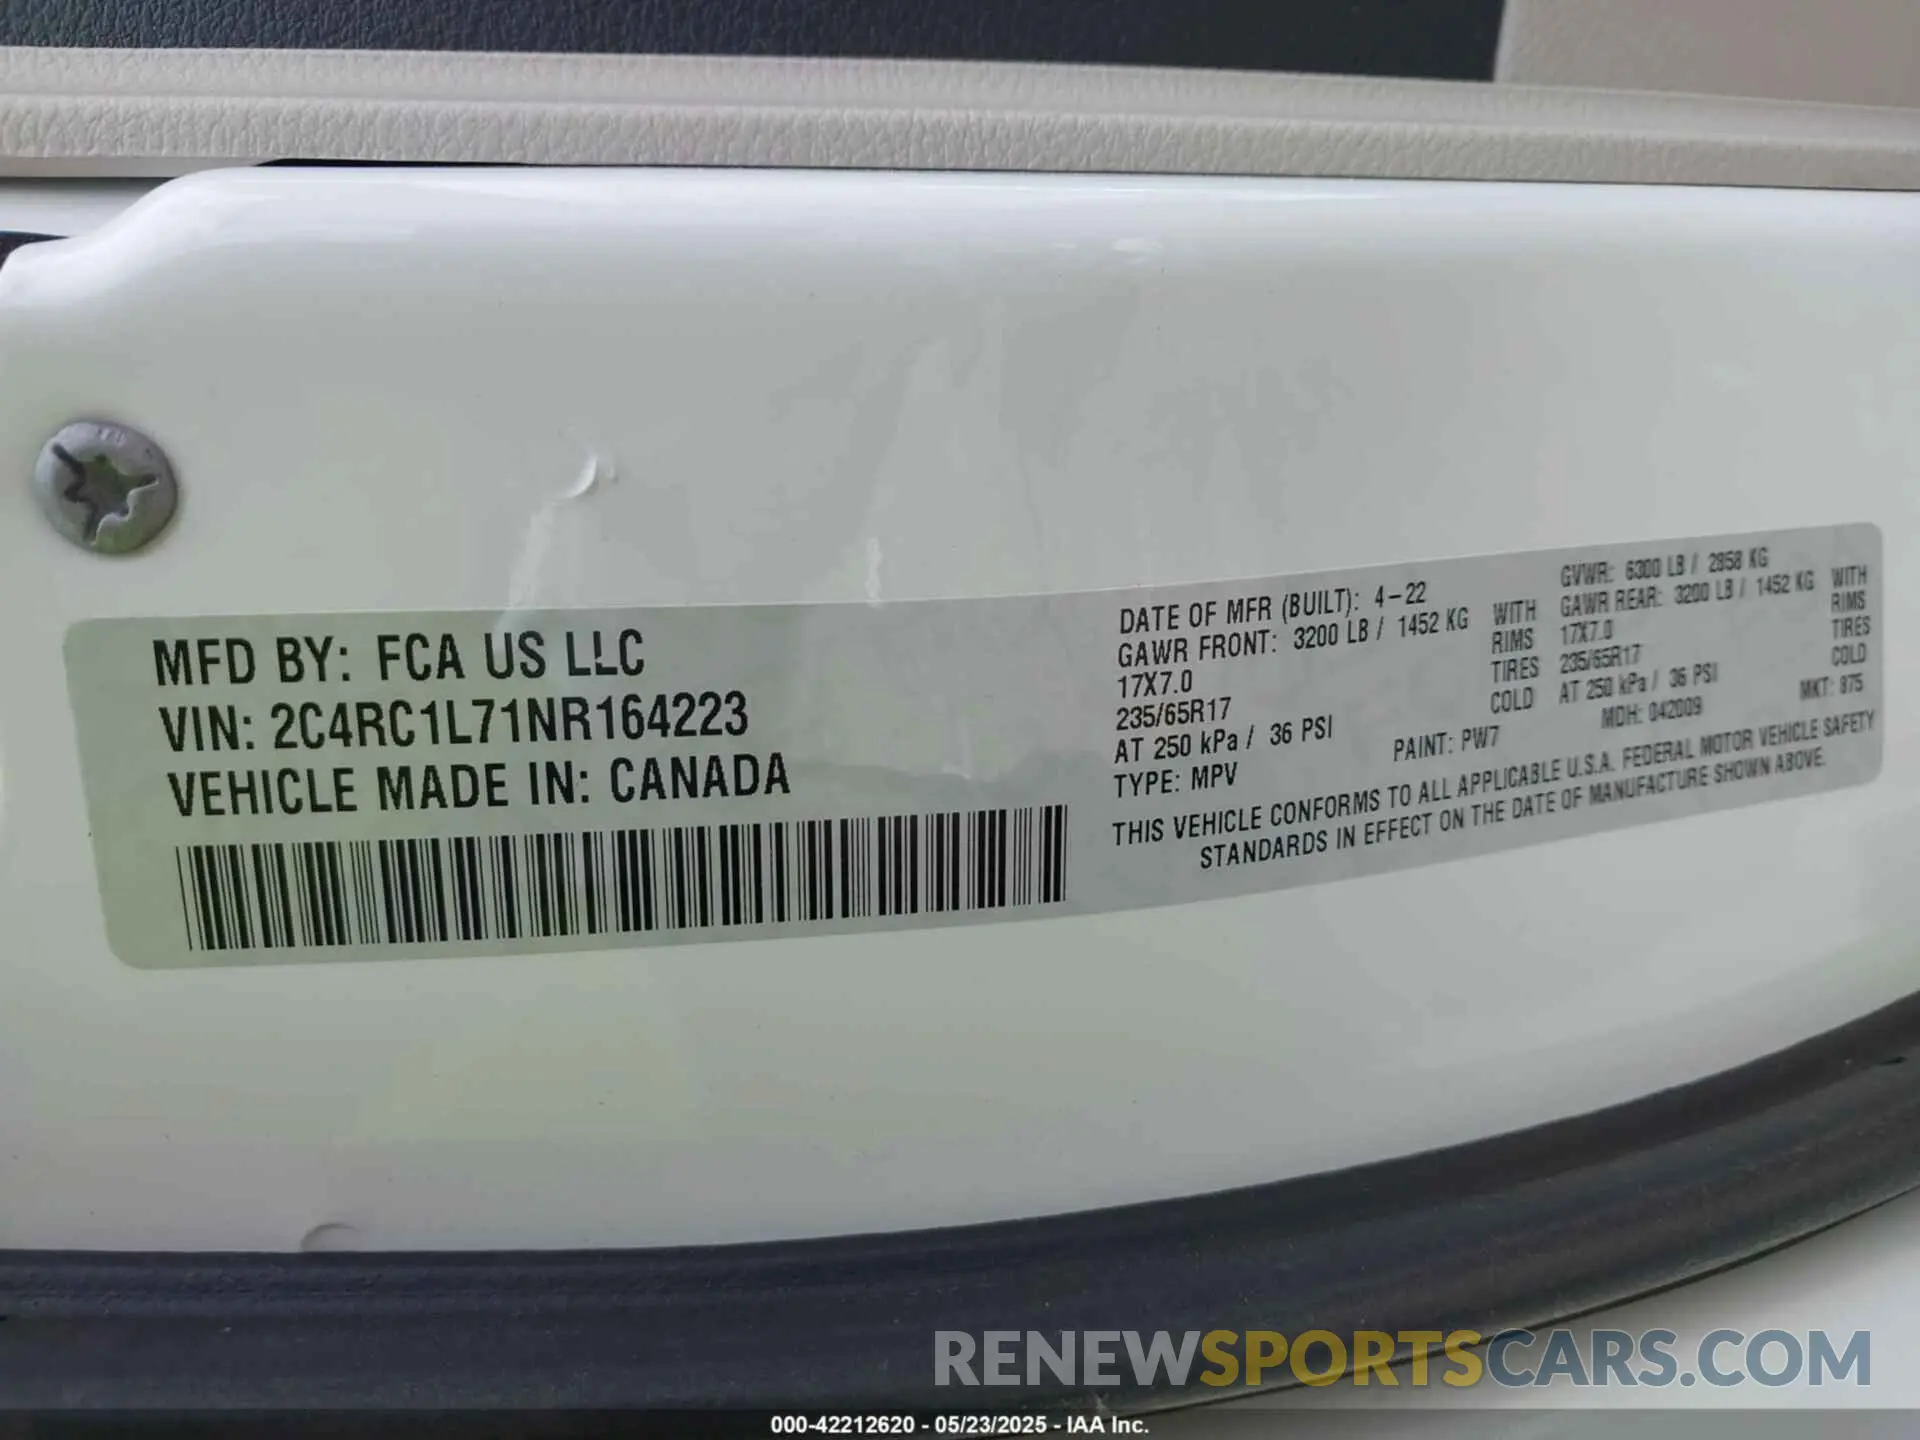 MFD BY: FCA US LLC
VIN: 2C4RC1L71NR164223
VEHICLE MADE IN: CANADA
DATE OF MFR (BUILT): 4-22
GVWR: 6300 LB / 2858 KG
GAWR FRONT: 3200 LB / 1452 KG WITH
GAWR REAR: 3200 LB / 1452 KG WITH
17X7.0 RIMS
17X7.0 RIMS
235/65R17 TIRES
235/65R17 TIRES
AT 250 kPa / 36 PSI COLD
AT 250 kPa / 36 PSI COLD
TYPE: MPV
PAINT: PW7
MDH: 042009
MKT: 875
THIS VEHICLE CONFORMS TO ALL APPLICABLE U.S.A. FEDERAL MOTOR VEHICLE SAFETY
STANDARDS IN EFFECT ON THE DATE OF MANUFACTURE SHOWN ABOVE.
RENEWSPORTSCARS.COM
000-42212620 - 05/23/2025 - IAA Inc.